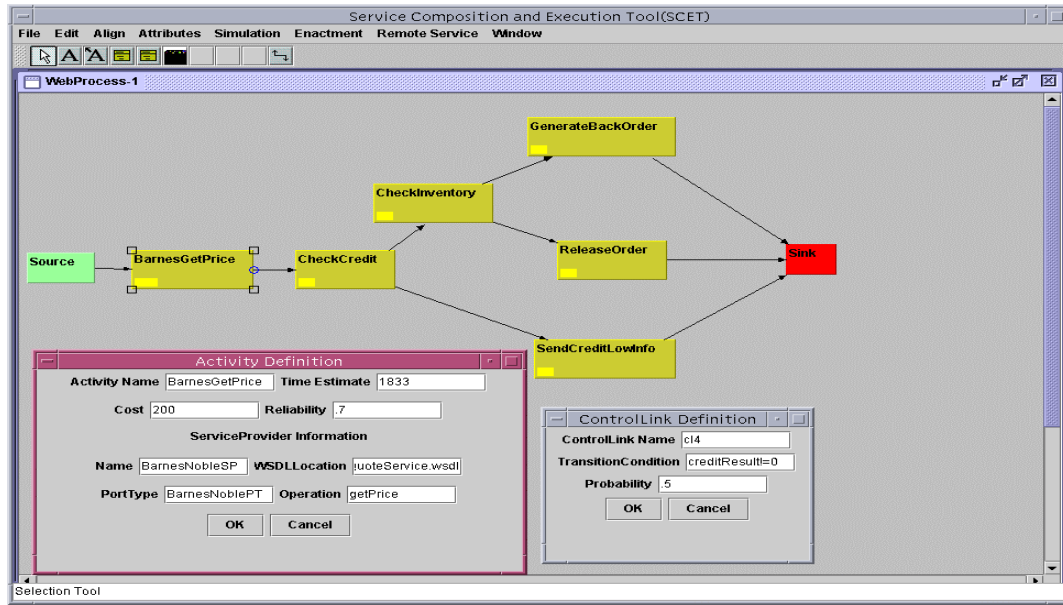 Service Composition and Execution Tool(SCET)
File Edit Align Attributes Simulation Enactment Remote Service Window
A A
WebProcess-1
GenerateBackOrder
CheckInventory
Source
BarnesGetPrice
CheckCredit
ReleaseOrder
Sink
SendCreditLowInfo
Activity Definition
Activity Name BarnesGetPrice Time Estimate 1833
Cost 200 Reliability .7
ServiceProvider Information
Name BarnesNobleSP WSDLLocation uoteService.wsdl
PortType BarnesNoblePT Operation getPrice
OK Cancel
ControlLink Definition
ControlLink Name cl4
TransitionCondition creditResult!=0
Probability .5
OK Cancel
Selection Tool